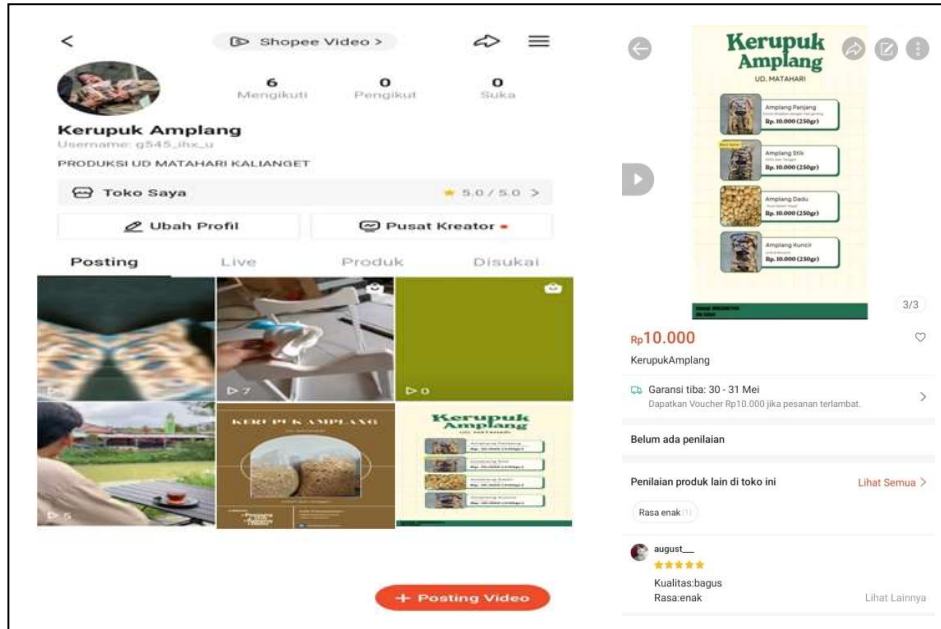 Shopee Video >
6
0
0
Mengikuti
Pengikut
Suka
Kerupuk Amplang
Username: g545_ihx_u
PRODUKSI UD MATAHARI KALIANGET
Toko Saya
5.0 / 5.0 >
Ubah Profil
Pusat Kreator
Posting
Live
Produk
Disukai
7
0
5
KERUPUK AMPLANG
Kerupuk
Amplang
UD. MATAHARI
Kerupuk
Amplang
UD. MATAHARI
Amplang Panjang
Rp. 10.000 (250gr)
Amplang Stik
Rp. 10.000 (250gr)
Amplang Dadu
Rp. 10.000 (250gr)
Amplang Kuncir
Rp. 10.000 (250gr)
3/3
Rp10.000
KerupukAmplang
Garansi tiba: 30 - 31 Mei
Dapatkan Voucher Rp10.000 jika pesanan terlambat.
Belum ada penilaian
Penilaian produk lain di toko ini
Lihat Semua >
Rasa enak (1)
august__
Kualitas:bagus
Rasa:enak
Lihat Lainnya
+ Posting Video